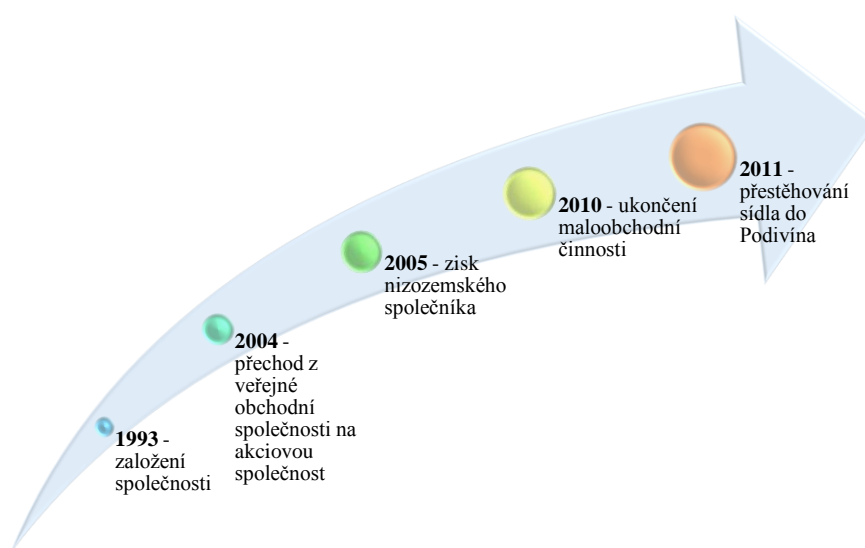 1993 -
založení
společnosti
2004 -
přechod z
veřejné
obchodní
společnosti na
akciovou
společnost
2005 - zisk
nizozemského
společníka
2010 - ukončení
maloobchodní
činnosti
2011 -
přestěhování
sídla do
Podivína